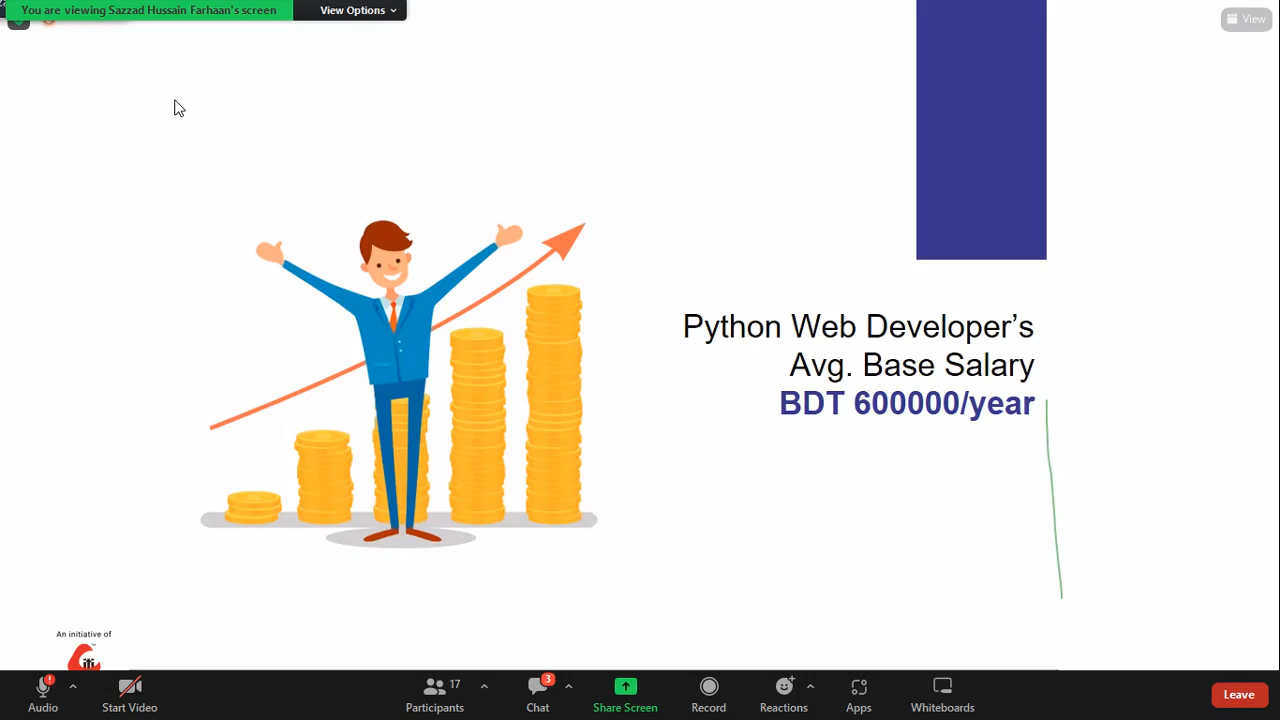 You are viewing Sazzad Hussain Farhaan's screen
View Options
View
Python Web Developer’s
Avg. Base Salary
BDT 600000/year
An initiative of
Audio
Start Video
17
Participants
3
Chat
Share Screen
Record
Reactions
Apps
Whiteboards
Leave